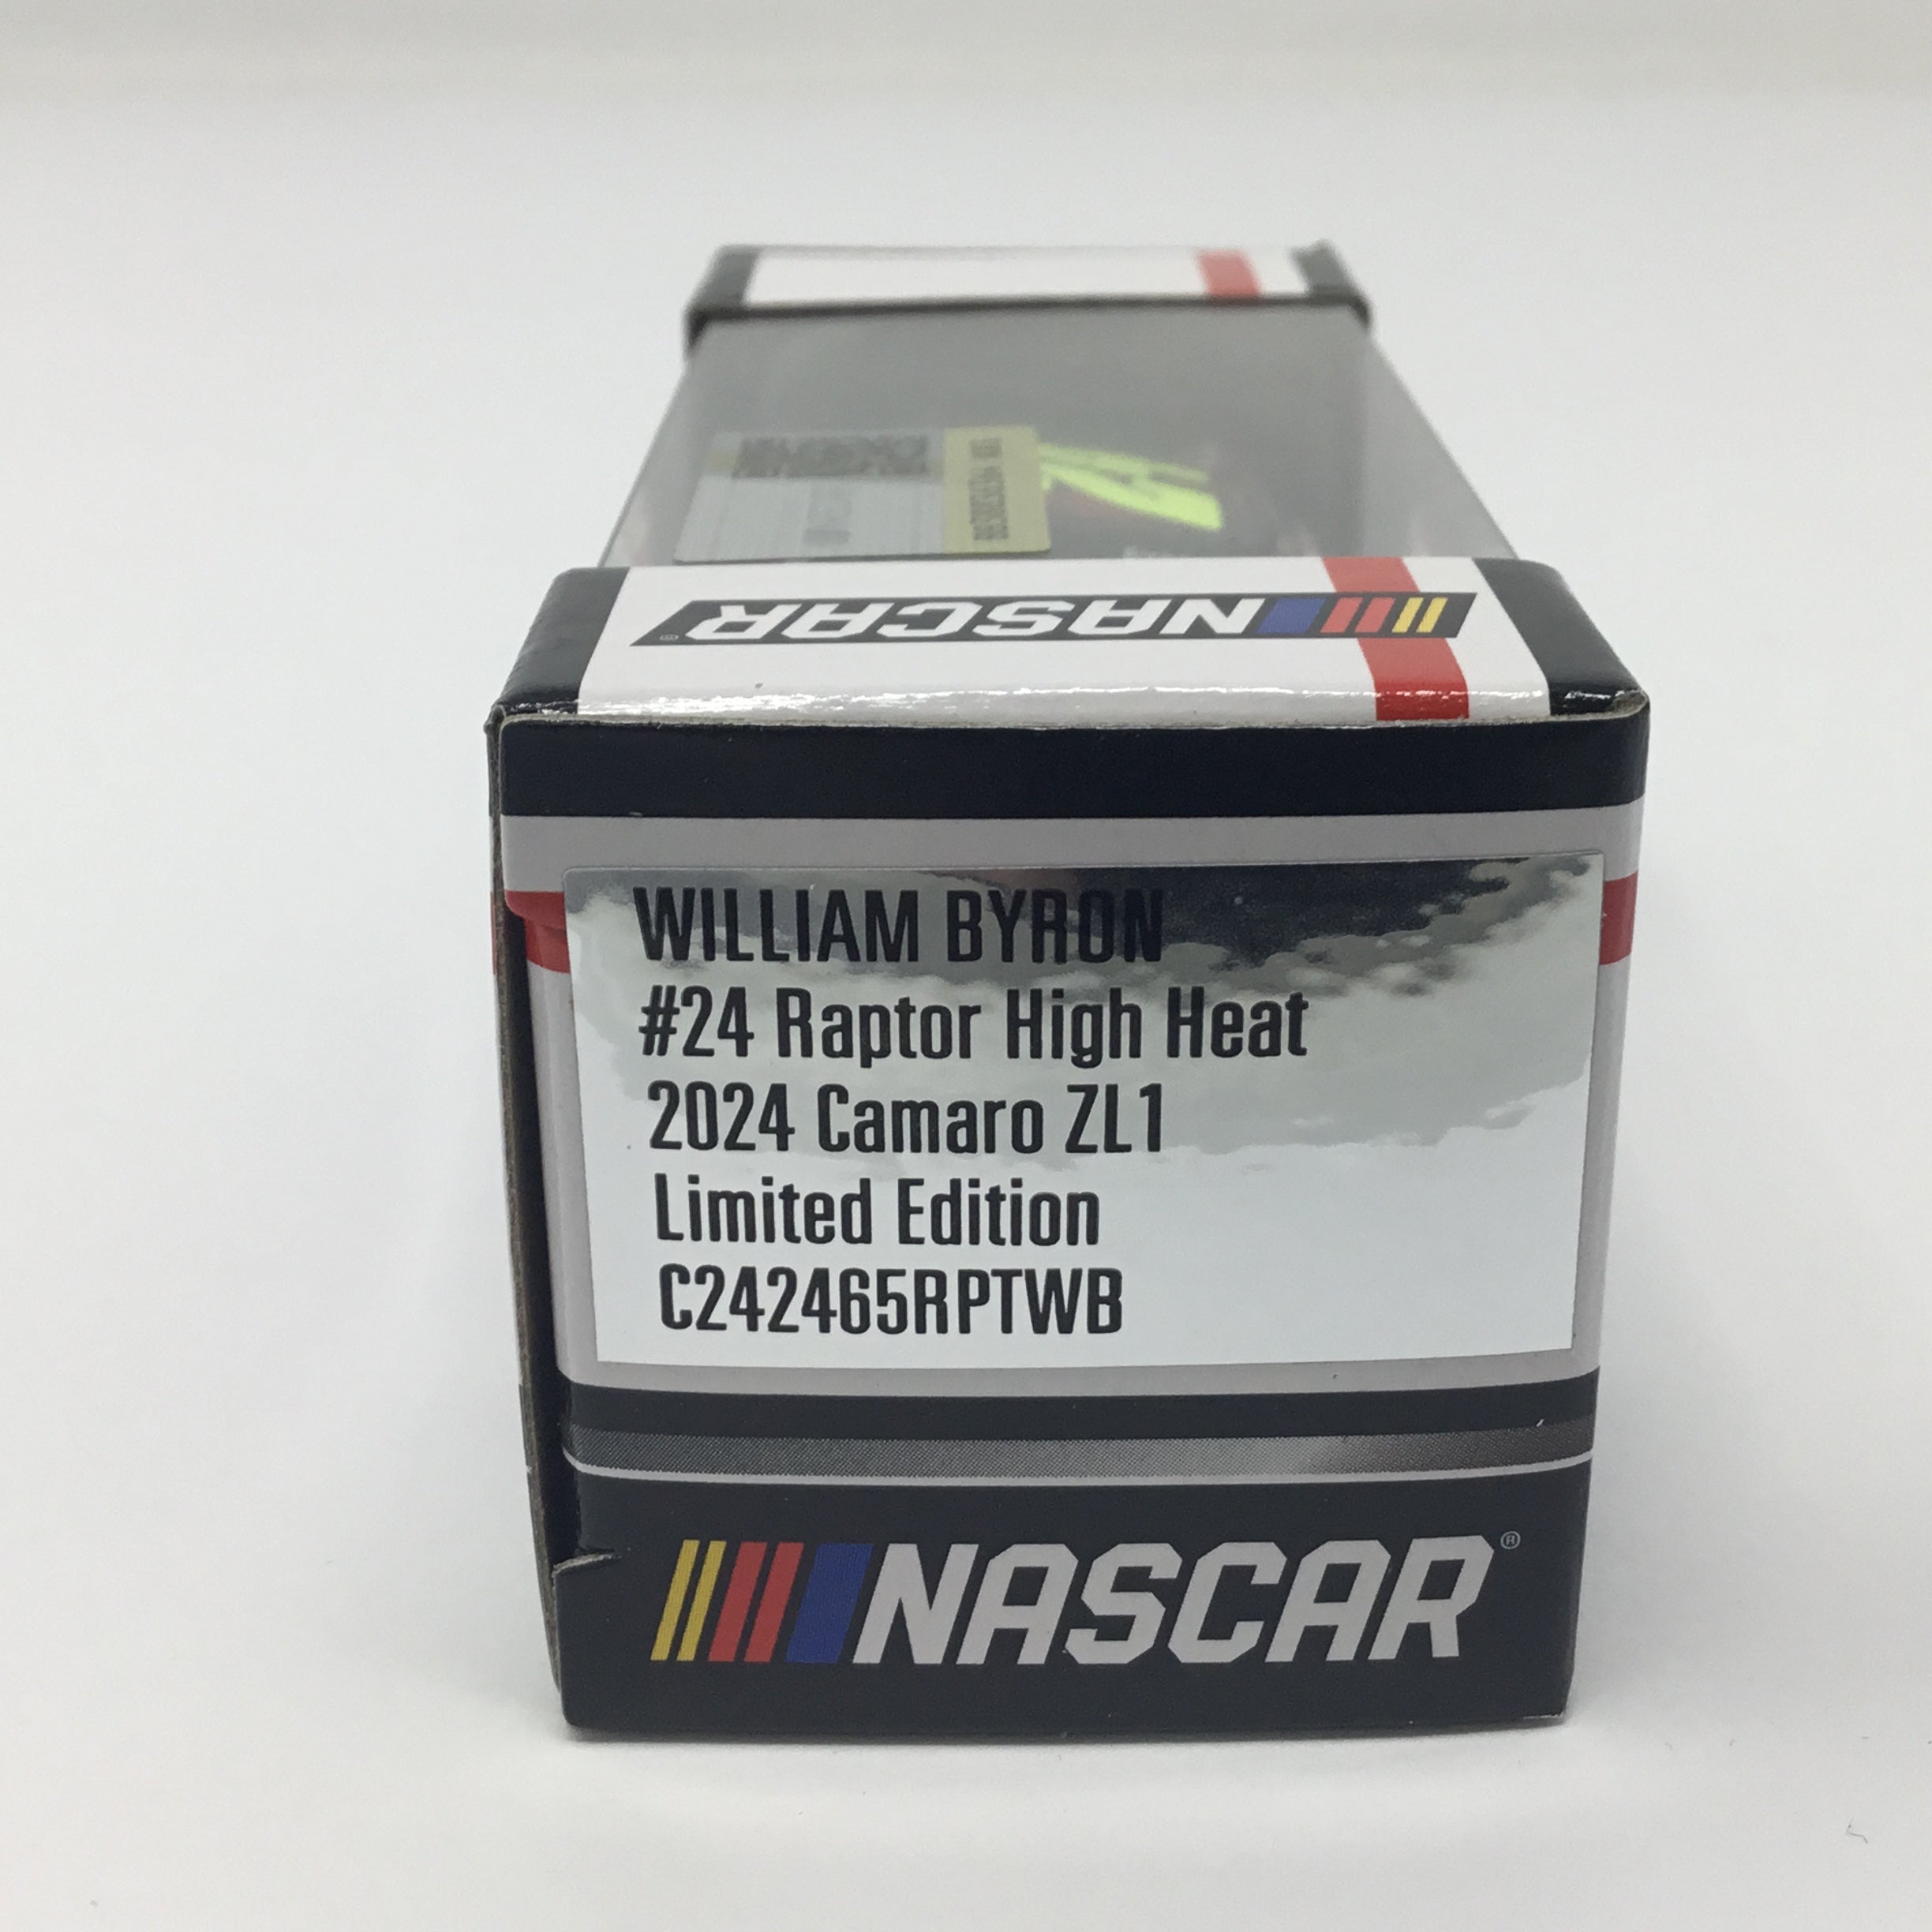 NASCAR®
WILLIAM BYRON
#24 Raptor High Heat
2024 Camaro ZL1
Limited Edition
C242465RPTWB
NASCAR®